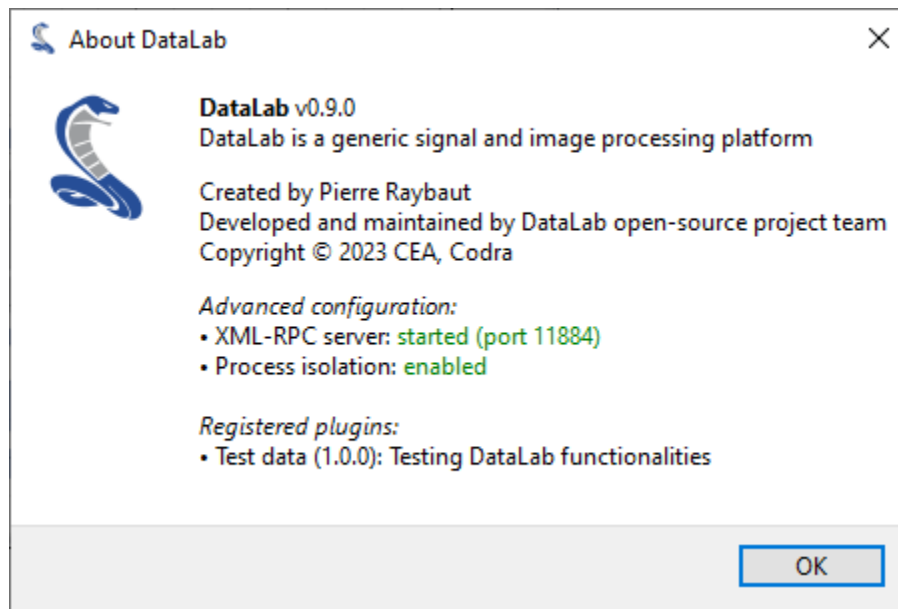 About DataLab
DataLab v0.9.0
DataLab is a generic signal and image processing platform
Created by Pierre Raybaut
Developed and maintained by DataLab open-source project team
Copyright © 2023 CEA, Codra
Advanced configuration:
• XML-RPC server: started (port 11884)
• Process isolation: enabled
Registered plugins:
• Test data (1.0.0): Testing DataLab functionalities
OK